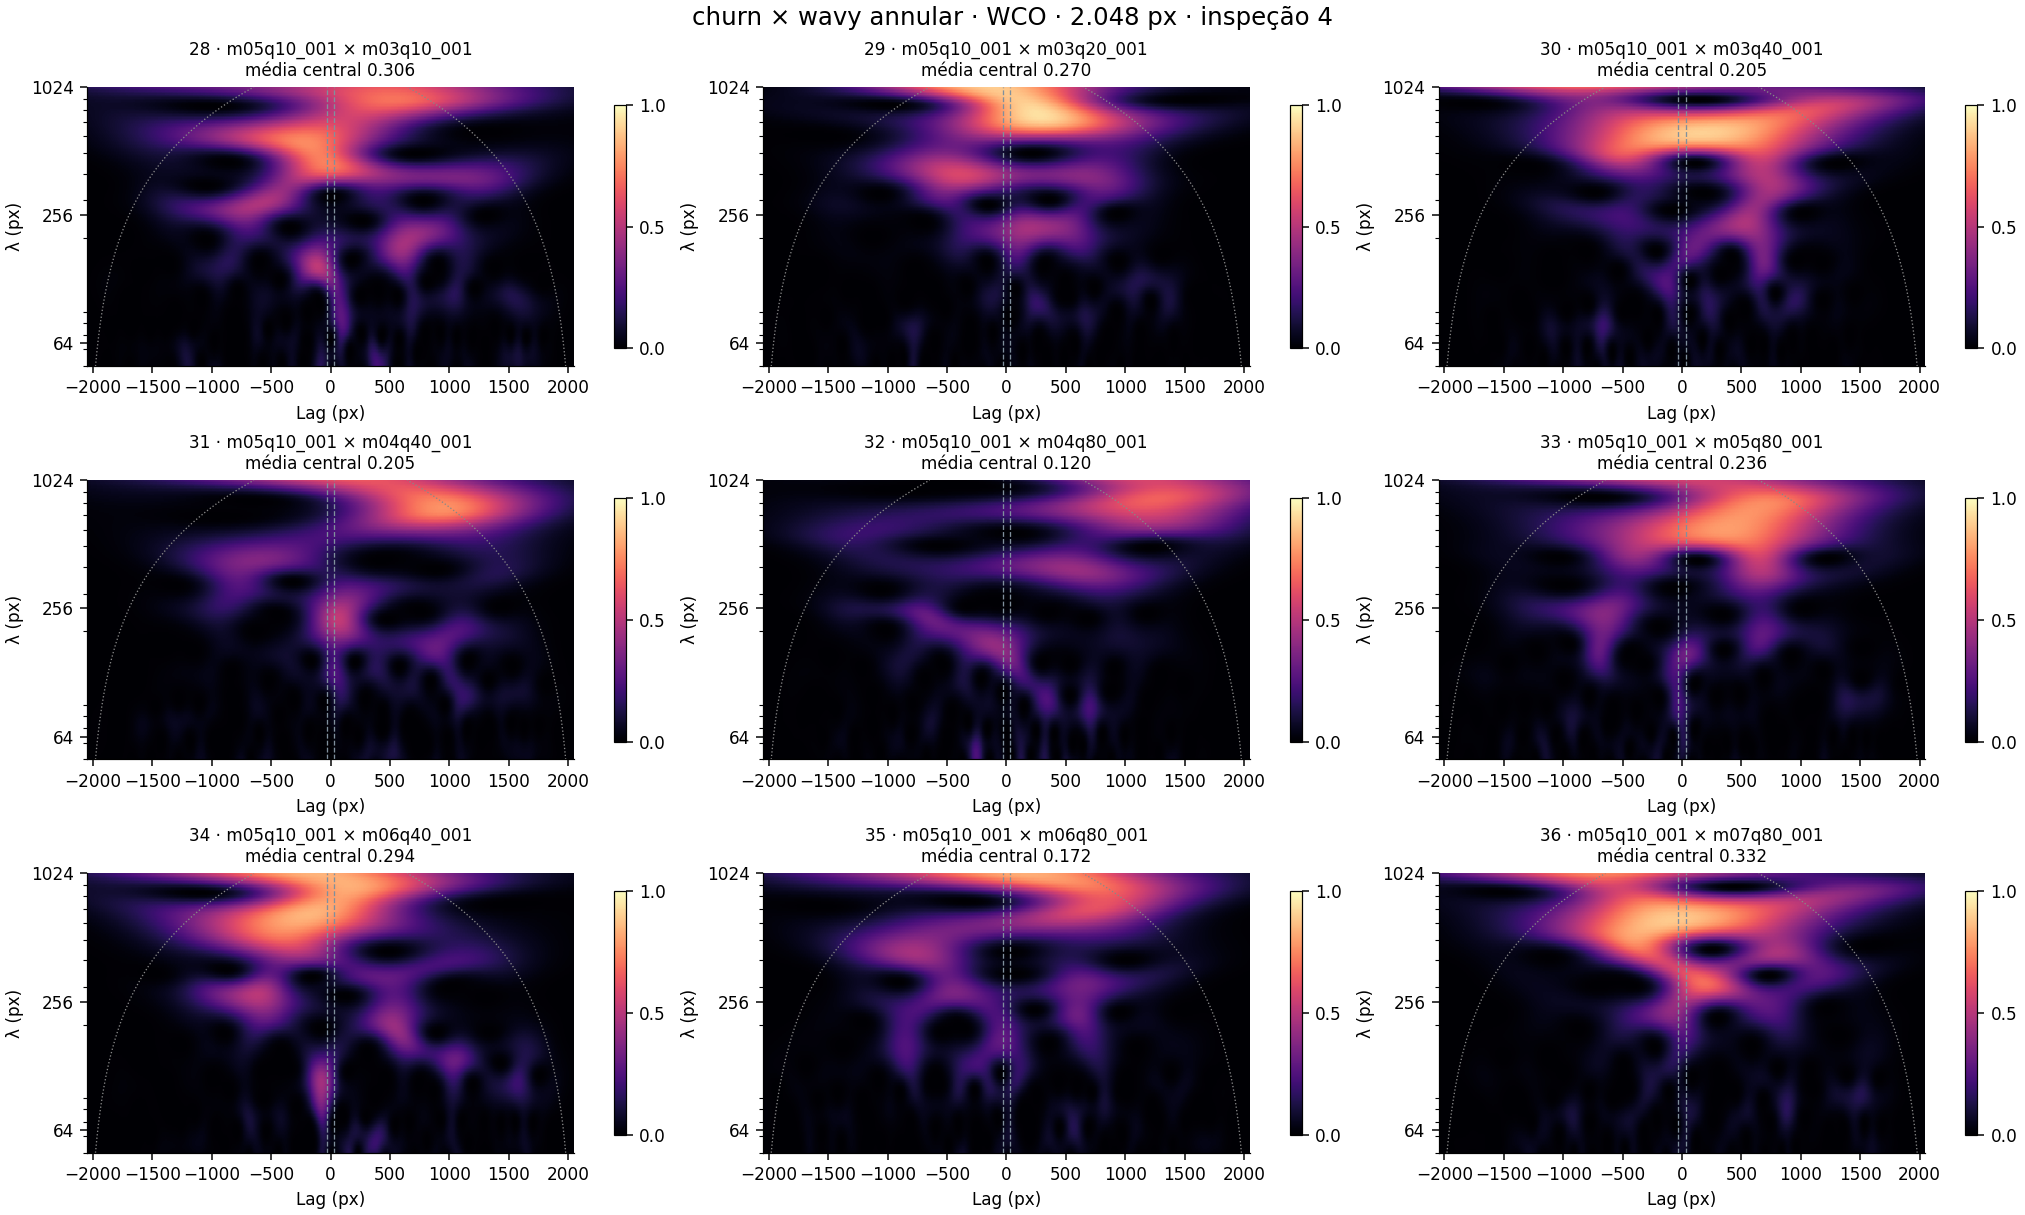 churn × wavy annular · WCO · 2.048 px · inspeção 4
28 · m05q10_001 × m03q10_001
média central 0.306
29 · m05q10_001 × m03q20_001
média central 0.270
30 · m05q10_001 × m03q40_001
média central 0.205
1024
256
64
λ (px)
−2000 −1500 −1000 −500 0 500 1000 1500 2000
Lag (px)
1.0
0.5
0.0
1024
256
64
λ (px)
−2000 −1500 −1000 −500 0 500 1000 1500 2000
Lag (px)
1.0
0.5
0.0
1024
256
64
λ (px)
−2000 −1500 −1000 −500 0 500 1000 1500 2000
Lag (px)
1.0
0.5
0.0
31 · m05q10_001 × m04q40_001
média central 0.205
32 · m05q10_001 × m04q80_001
média central 0.120
33 · m05q10_001 × m05q80_001
média central 0.236
1024
256
64
λ (px)
−2000 −1500 −1000 −500 0 500 1000 1500 2000
Lag (px)
1.0
0.5
0.0
1024
256
64
λ (px)
−2000 −1500 −1000 −500 0 500 1000 1500 2000
Lag (px)
1.0
0.5
0.0
1024
256
64
λ (px)
−2000 −1500 −1000 −500 0 500 1000 1500 2000
Lag (px)
1.0
0.5
0.0
34 · m05q10_001 × m06q40_001
média central 0.294
35 · m05q10_001 × m06q80_001
média central 0.172
36 · m05q10_001 × m07q80_001
média central 0.332
1024
256
64
λ (px)
−2000 −1500 −1000 −500 0 500 1000 1500 2000
Lag (px)
1.0
0.5
0.0
1024
256
64
λ (px)
−2000 −1500 −1000 −500 0 500 1000 1500 2000
Lag (px)
1.0
0.5
0.0
1024
256
64
λ (px)
−2000 −1500 −1000 −500 0 500 1000 1500 2000
Lag (px)
1.0
0.5
0.0